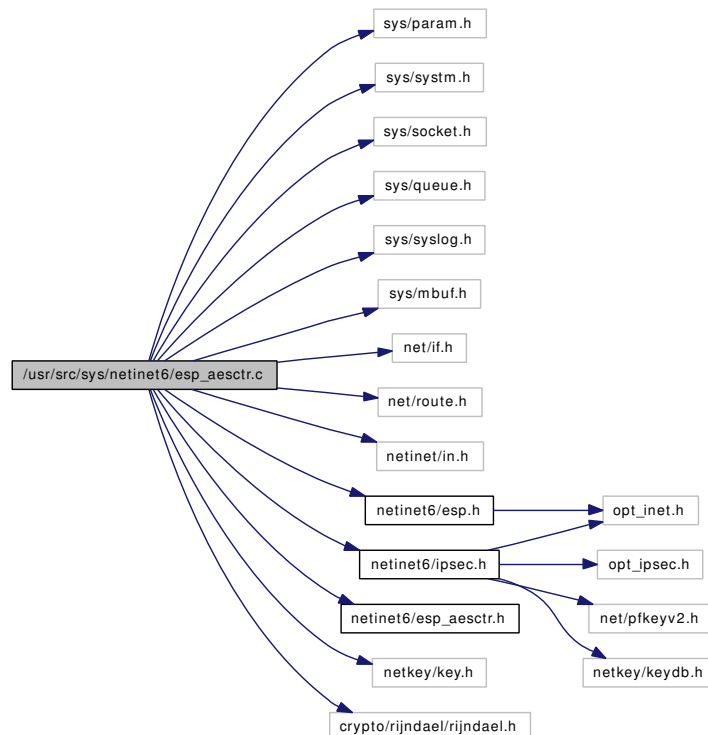 sys/param.h
sys/systm.h
sys/socket.h
sys/queue.h
sys/syslog.h
sys/mbuf.h
net/if.h
/usr/src/sys/netinet6/esp_aesctr.c
net/route.h
netinet/in.h
netinet6/esp.h
opt_inet.h
netinet6/ipsec.h
opt_ipsec.h
netinet6/esp_aesctr.h
net/pfkeyv2.h
netkey/key.h
netkey/keydb.h
crypto/rijndael/rijndael.h